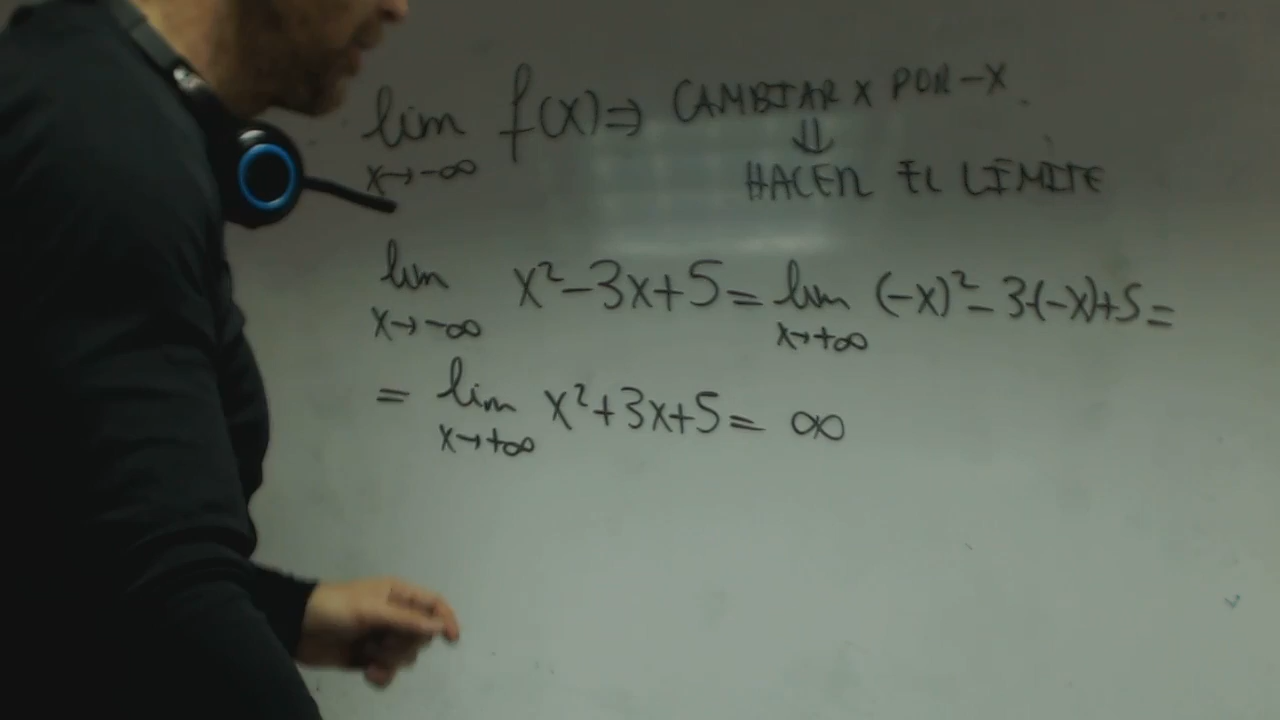 lim f(x) ⇒ CAMBIAR X POR -X
x→-∞ ⇓
HACER EL LÍMITE
lim x²-3x+5 = lim (-x)²-3·(-x)+5 =
x→-∞ x→+∞
= lim x²+3x+5 = ∞
x→+∞